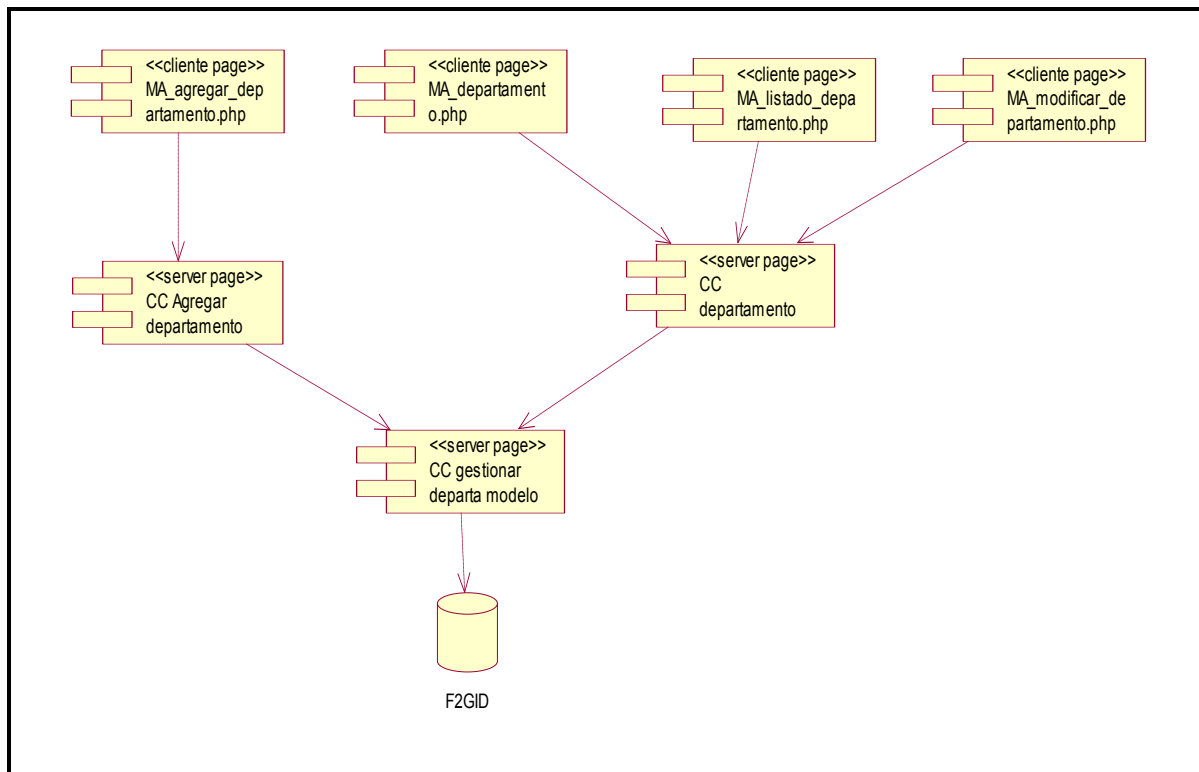 <<cliente page>>
MA_agregar_dep
artamento.php
<<cliente page>>
MA_departament
o.php
<<cliente page>>
MA_listado_depa
rtamento.php
<<cliente page>>
MA_modificar_de
partamento.php
<<server page>>
CC Agregar
departamento
<<server page>>
CC
departamento
<<server page>>
CC gestionar
departa modelo
F2GID